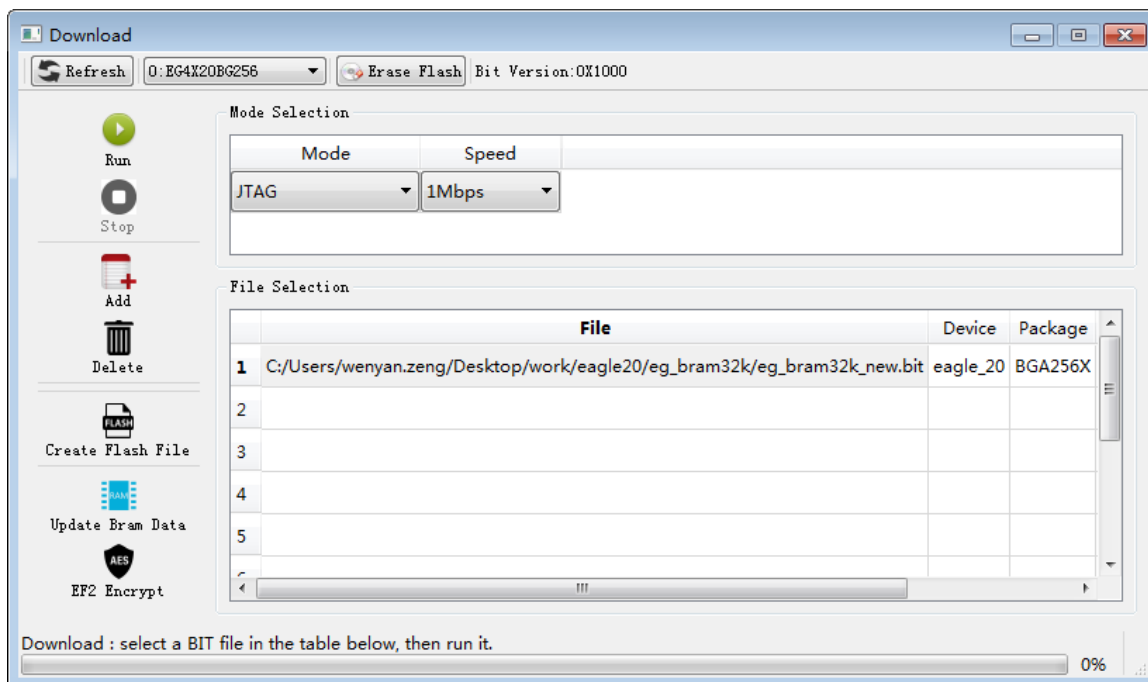 Download
Refresh 0:EG4X20BG256 Erase Flash Bit Version:0X1000
Run
Stop
Add
Delete
FLASH
Create Flash File
RAM
Update Bram Data
AES
EF2 Encrypt
Mode Selection
Mode Speed
JTAG 1Mbps
File Selection
File Device Package
1 C:/Users/wenyan.zeng/Desktop/work/eagle20/eg_bram32k/eg_bram32k_new.bit eagle_20 BGA256X
2
3
4
5
Download : select a BIT file in the table below, then run it.
0%